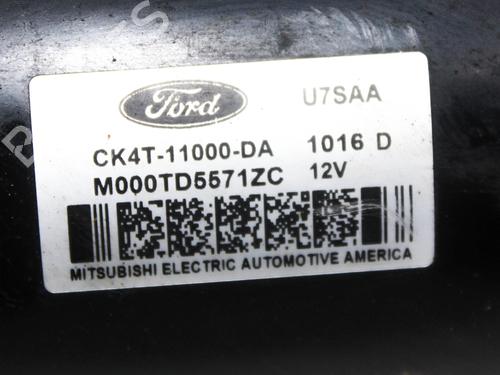 Ford U7SAA
CK4T-11000-DA 1016 D
M000TD5571ZC 12V
MITSUBISHI ELECTRIC AUTOMOTIVE AMERICA